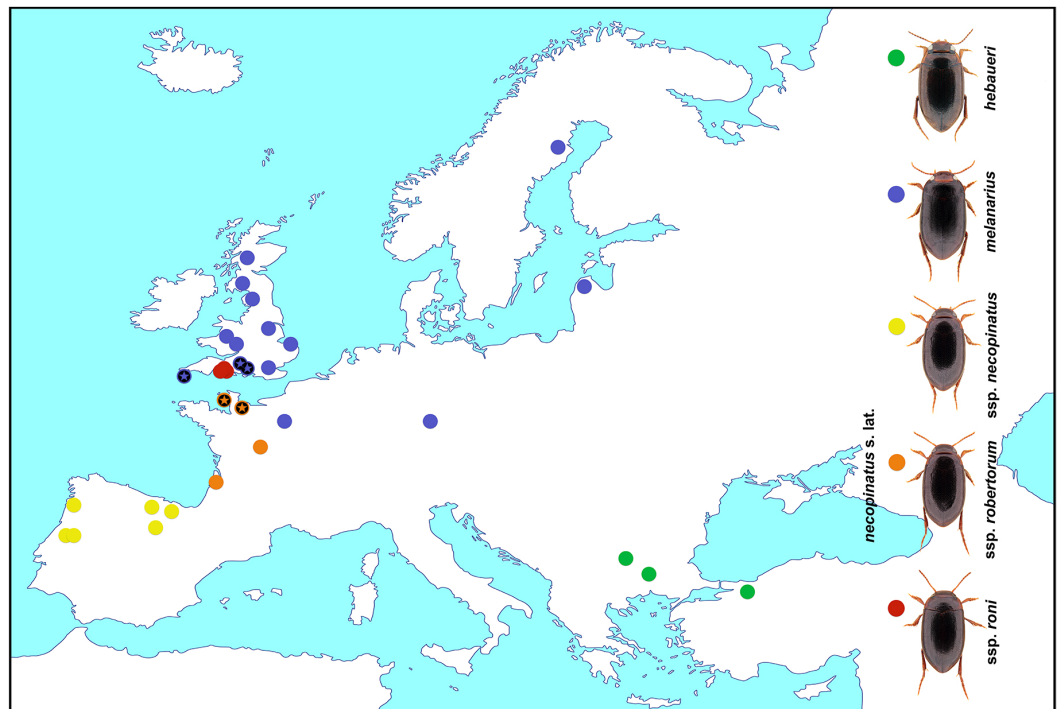 hebaueri
melanarius
ssp. necopinatus
necopinatus s. lat.
ssp. robertorum
ssp. roni